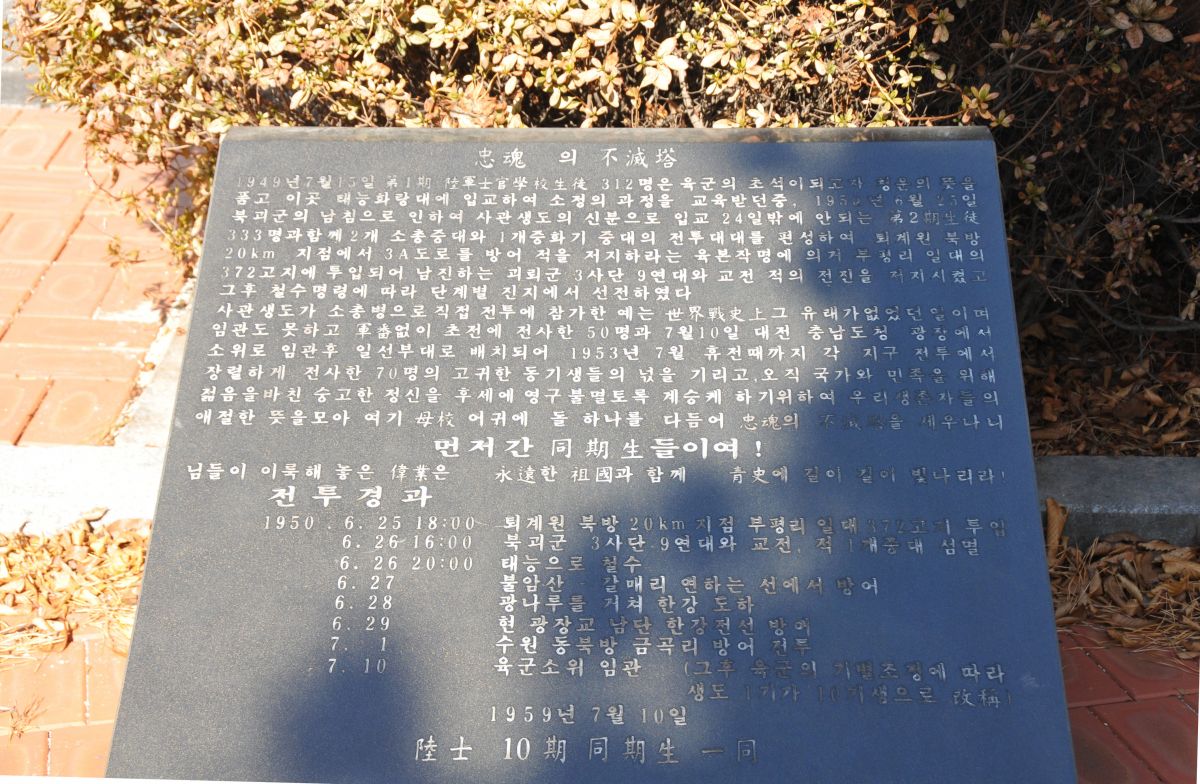 忠魂 의 不滅塔
1949년7월15일 第1期 陸軍士官學校生徒 312명은 육군의 초석이되고자 청운의 뜻을
품고 이곳 태능화랑대에 입교하여 소정의 과정을 교육받던중, 1950년 6월 25일
북괴군의 남침으로 인하여 사관생도의 신분으로 입교 24일밖에 안되는 第2期生徒
333명과함께 2개 소총중대와 1개중화기 중대의 전투대대를 편성하여 퇴계원 북방
20km 지점에서 3A도로를 방어 적을 저지하라는 육본작명에 의거 부평리 일대의
372고지에 투입되어 남진하는 괴뢰군 3사단 9연대와 교전 적의 전진을 저지시켰고
그후 철수명령에 따라 단계별 진지에서 선전하였다
사관생도가 소총병으로 직접 전투에 참가한 예는 世界戰史上 그 유래가없었던일이며
임관도 못하고 軍番없이 초전에 전사한 50명과 7월10일 대전 충남도청 광장에서
소위로 임관후 일선부대로 배치되어 1953년 7월 휴전때까지 각 지구 전투에서
장렬하게 전사한 70명의 고귀한 동기생들의 넋을 기리고,오직 국가와 민족을 위해
젊음을바친 숭고한 정신을 후세에 영구불멸토록 계승케 하기위하여 우리생존자들의
애절한 뜻을모아 여기 母校 어귀에 돌 하나를 다듬어 忠魂의 不滅塔을 세우나니
먼저간 同期生들이여!
님들이 이룩해 놓은 偉業은 永遠한 祖國과 함께 靑史에 길이 길이 빛나리라!
전투경과
1950 . 6. 25 18:00 퇴계원 북방 20km 지점 부평리 일대 372고지 투입
6. 26 16:00 북괴군 3사단 9연대와 교전, 적 1개중대 섬멸
6. 26 20:00 태능으로 철수
6. 27 불암산 - 갈매리 연하는 선에서 방어
6. 28 광나루를 거쳐 한강 도하
6. 29 현 광장교 남단 한강전선 방어
7. 1 수원 동북방 금곡리 방어 전투
7. 10 육군소위 임관 (그후 육군의 기별조정에 따라
생도 1기가 10기생으로 改稱)
1959년 7월 10일
陸士 10期 同期生 一同